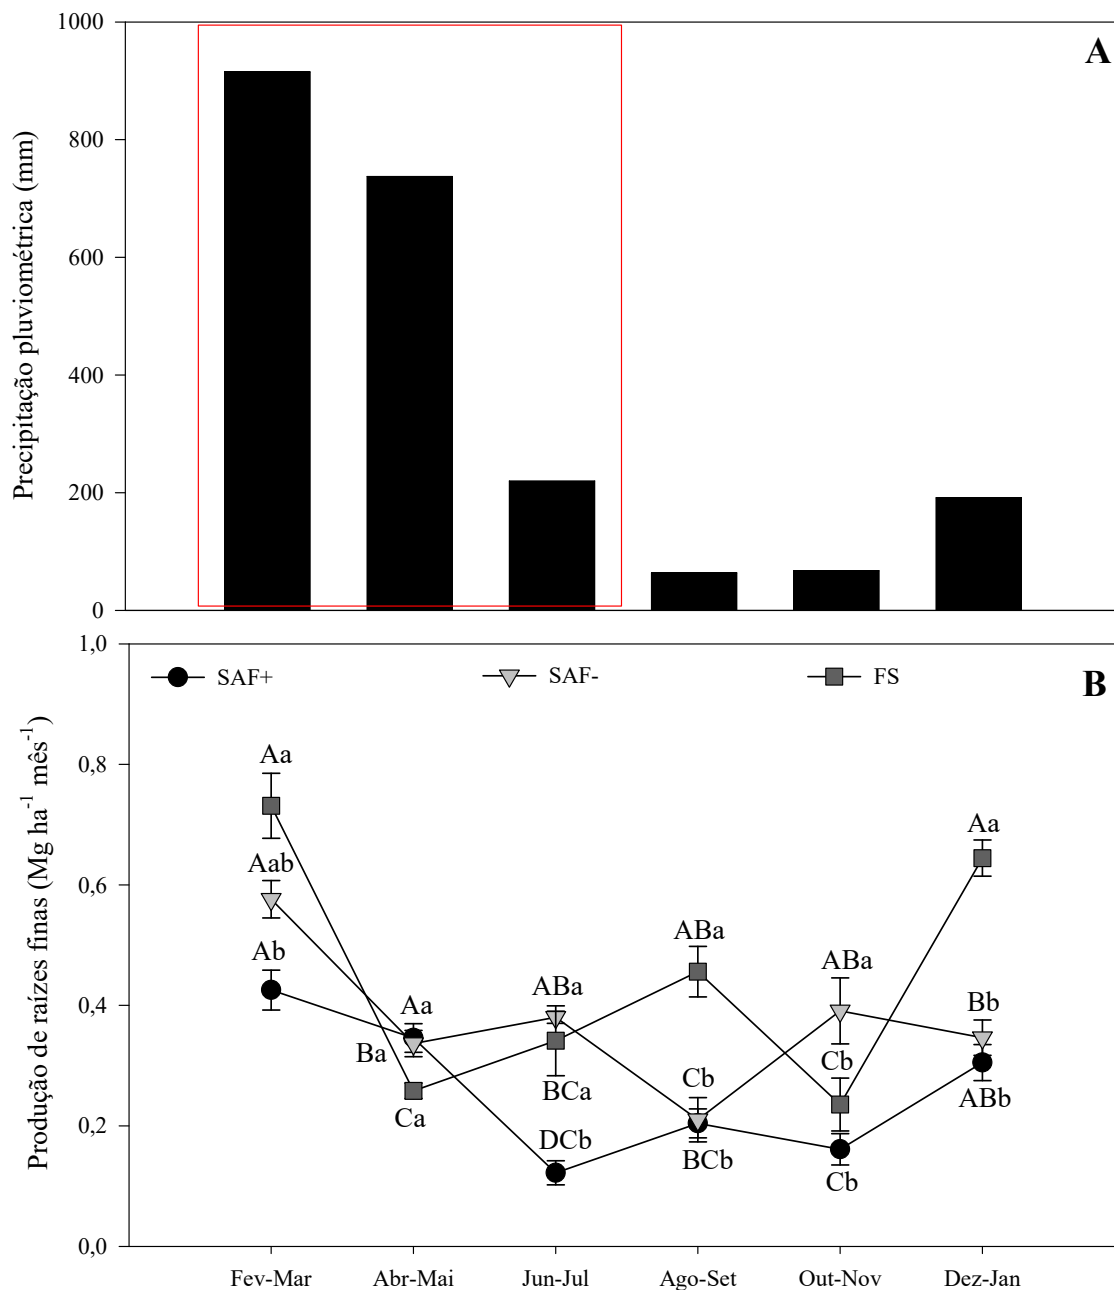 A
Precipitação pluviométrica (mm)
1000
800
600
400
200
0
B
Produção de raízes finas (Mg ha⁻¹ mês⁻¹)
1,0
0,8
0,6
0,4
0,2
0,0
SAF+ SAF- FS
Aa
Aab
Ab
Aa
Ba
Ca
ABa
BCa
DCb
ABa
Cb
BCb
ABa
Cb
Cb
Aa
Bb
ABb
Fev-Mar Abr-Mai Jun-Jul Ago-Set Out-Nov Dez-Jan